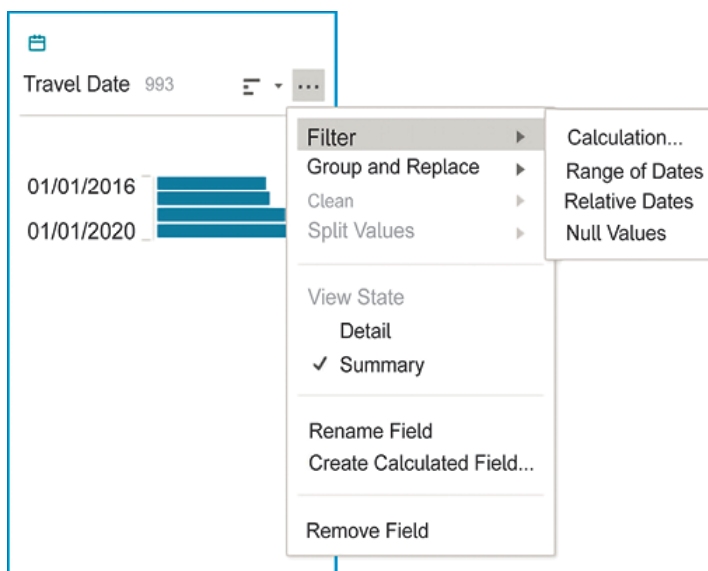 Travel Date 993 ...
Filter
Group and Replace
Clean
Split Values
View State
Detail
Summary
Rename Field
Create Calculated Field...
Remove Field
Calculation...
Range of Dates
Relative Dates
Null Values
01/01/2016
01/01/2020